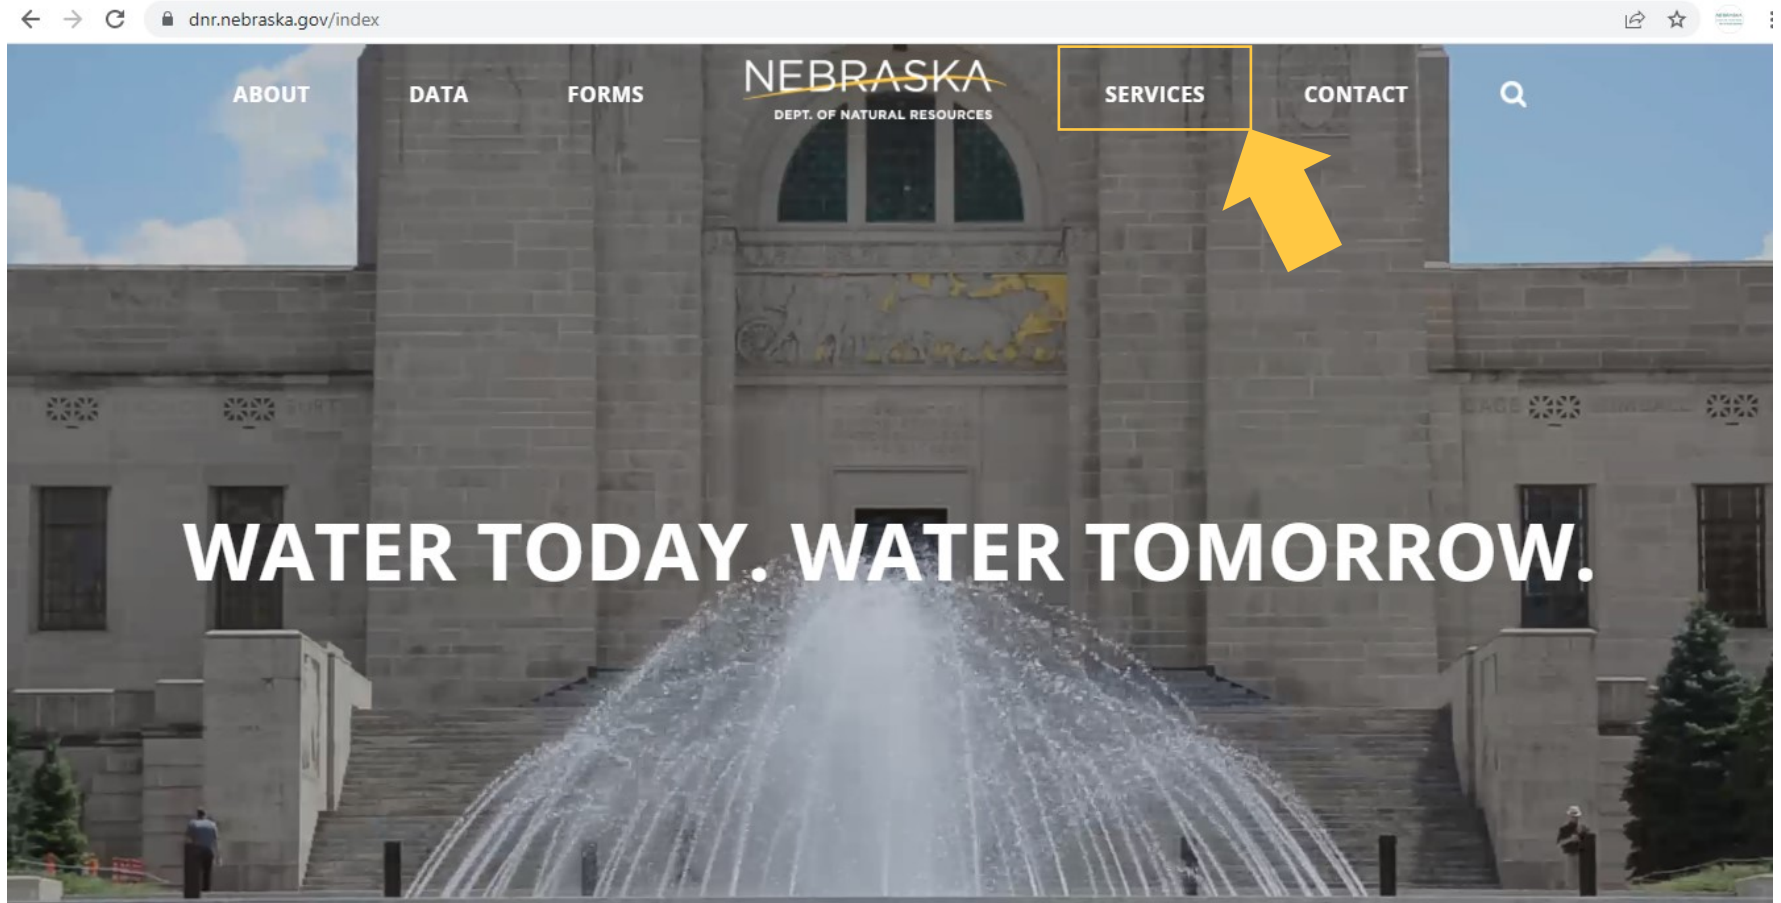 dnr.nebraska.gov/index
ABOUT DATA FORMS NEBRASKA SERVICES CONTACT
DEPT. OF NATURAL RESOURCES
WATER TODAY. WATER TOMORROW.